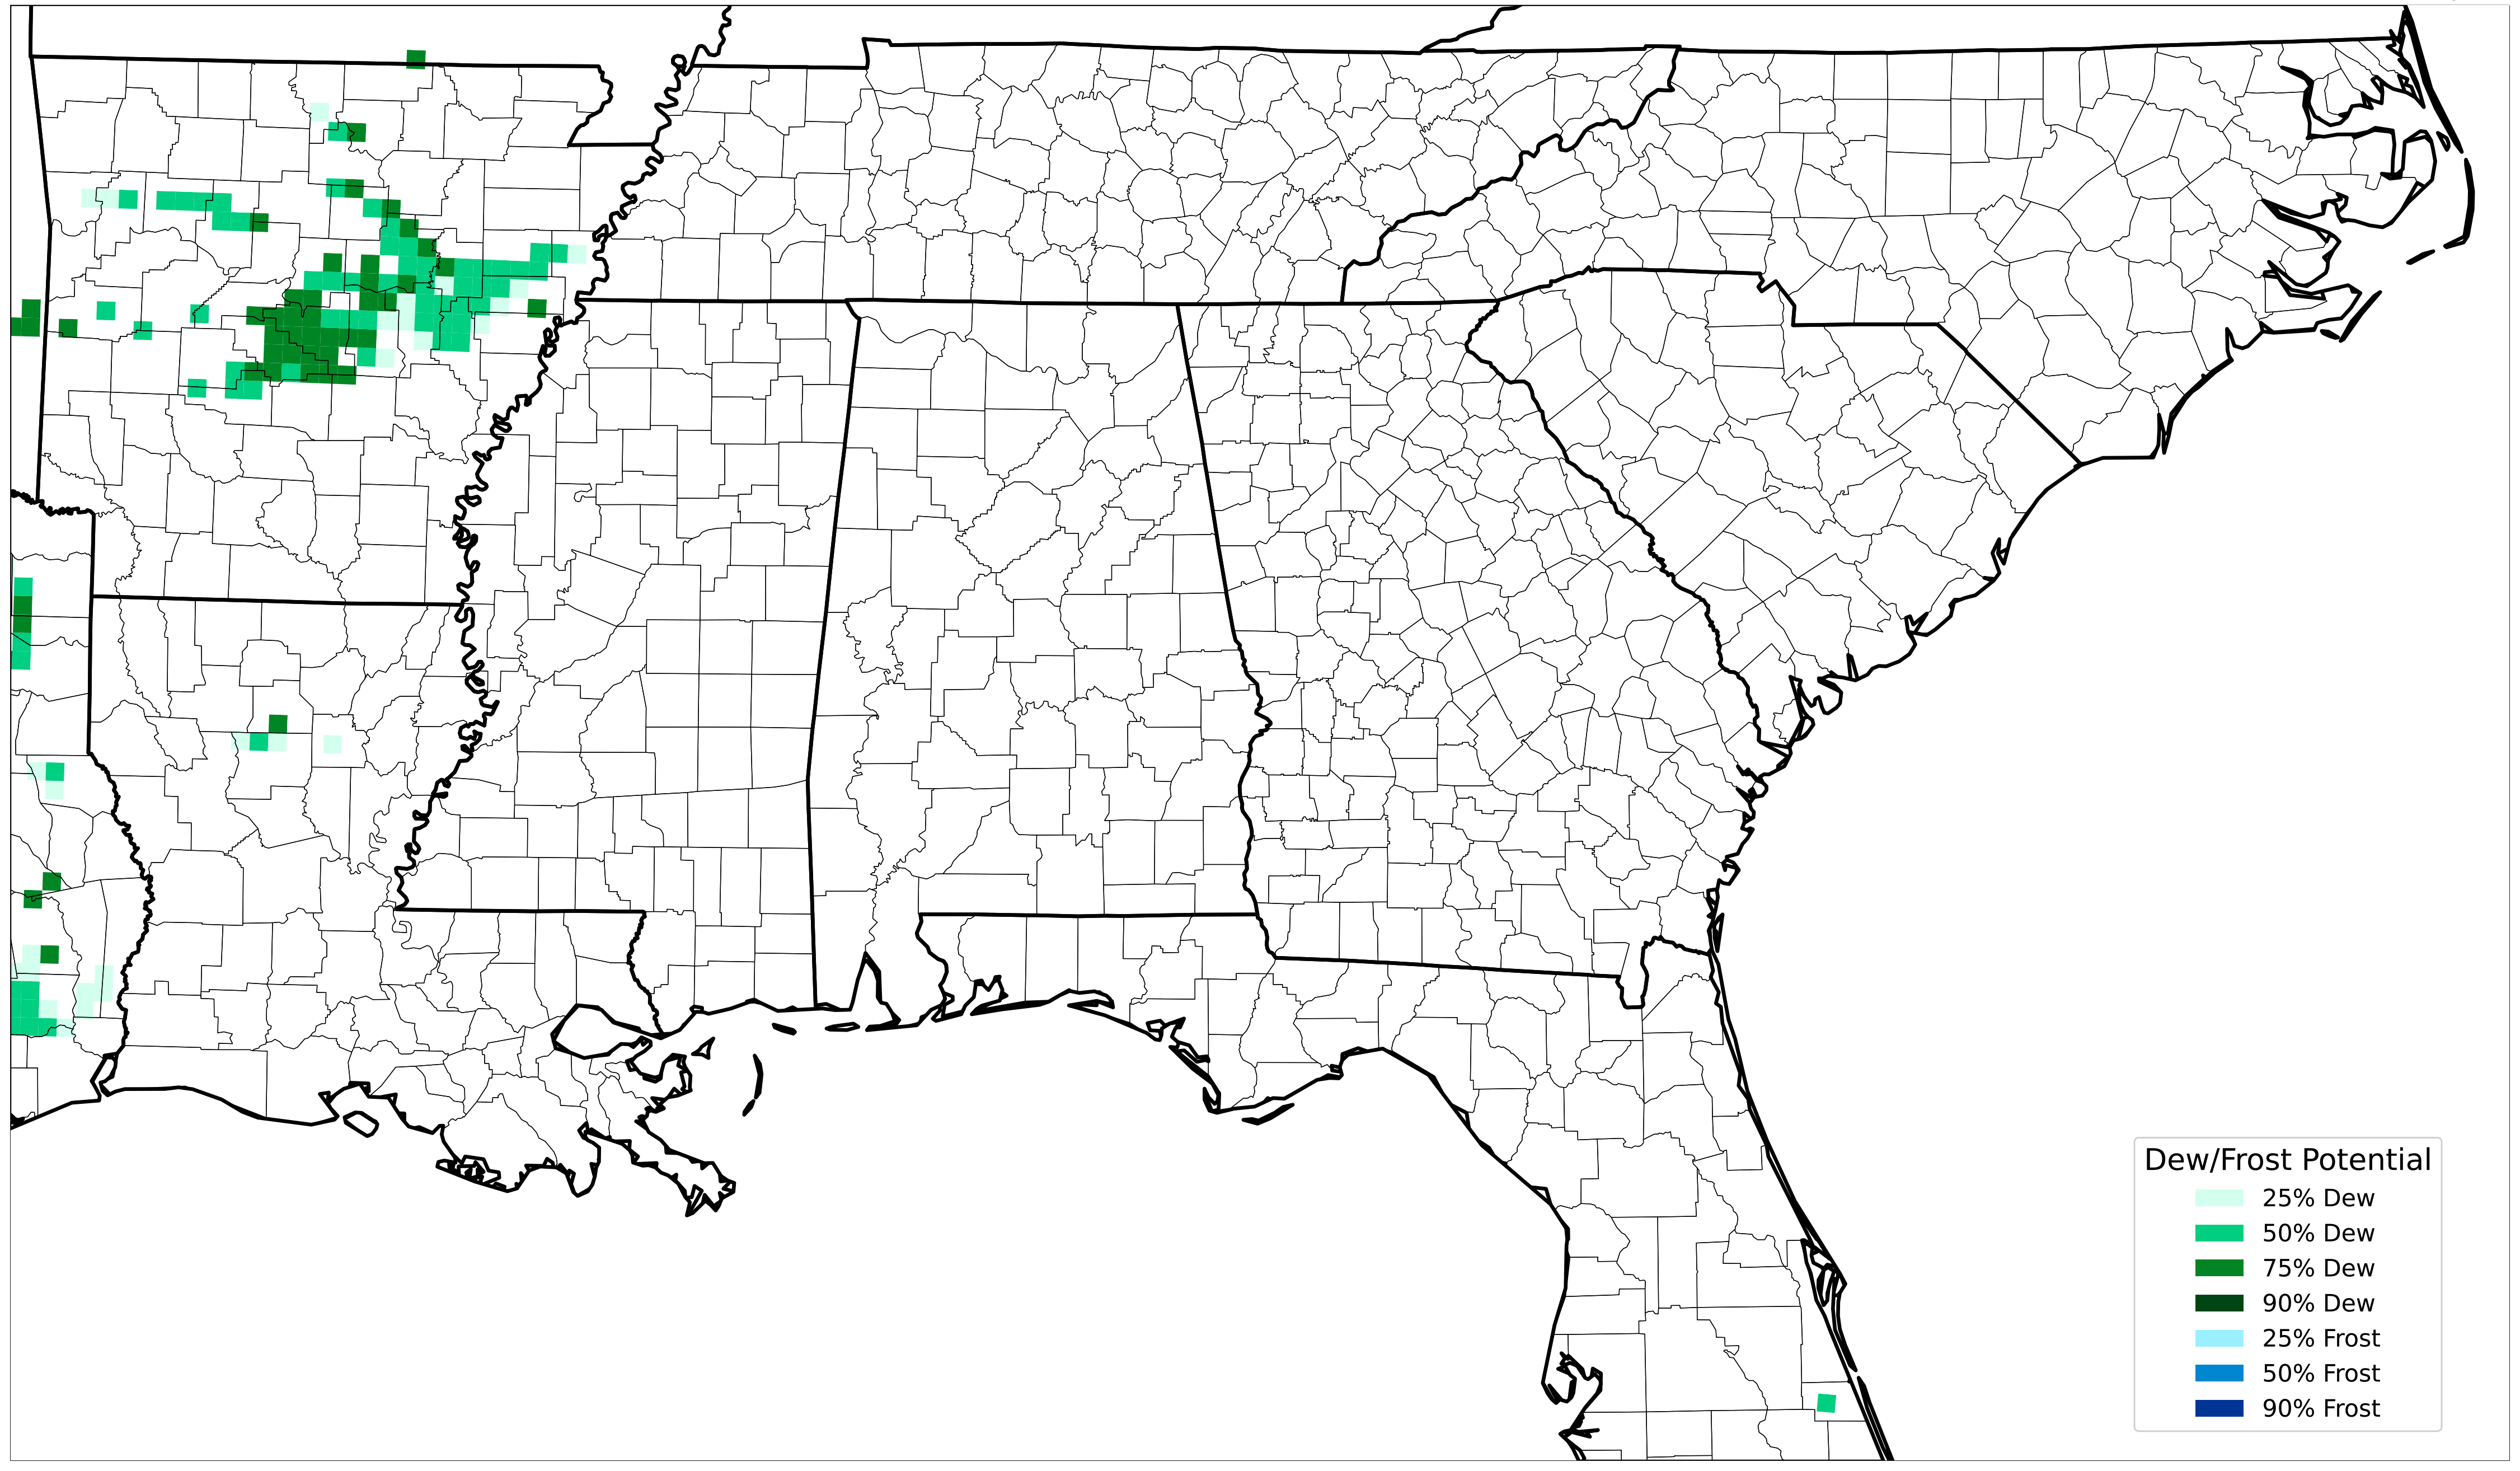 Dew/Frost Potential
25% Dew
50% Dew
75% Dew
90% Dew
25% Frost
50% Frost
90% Frost